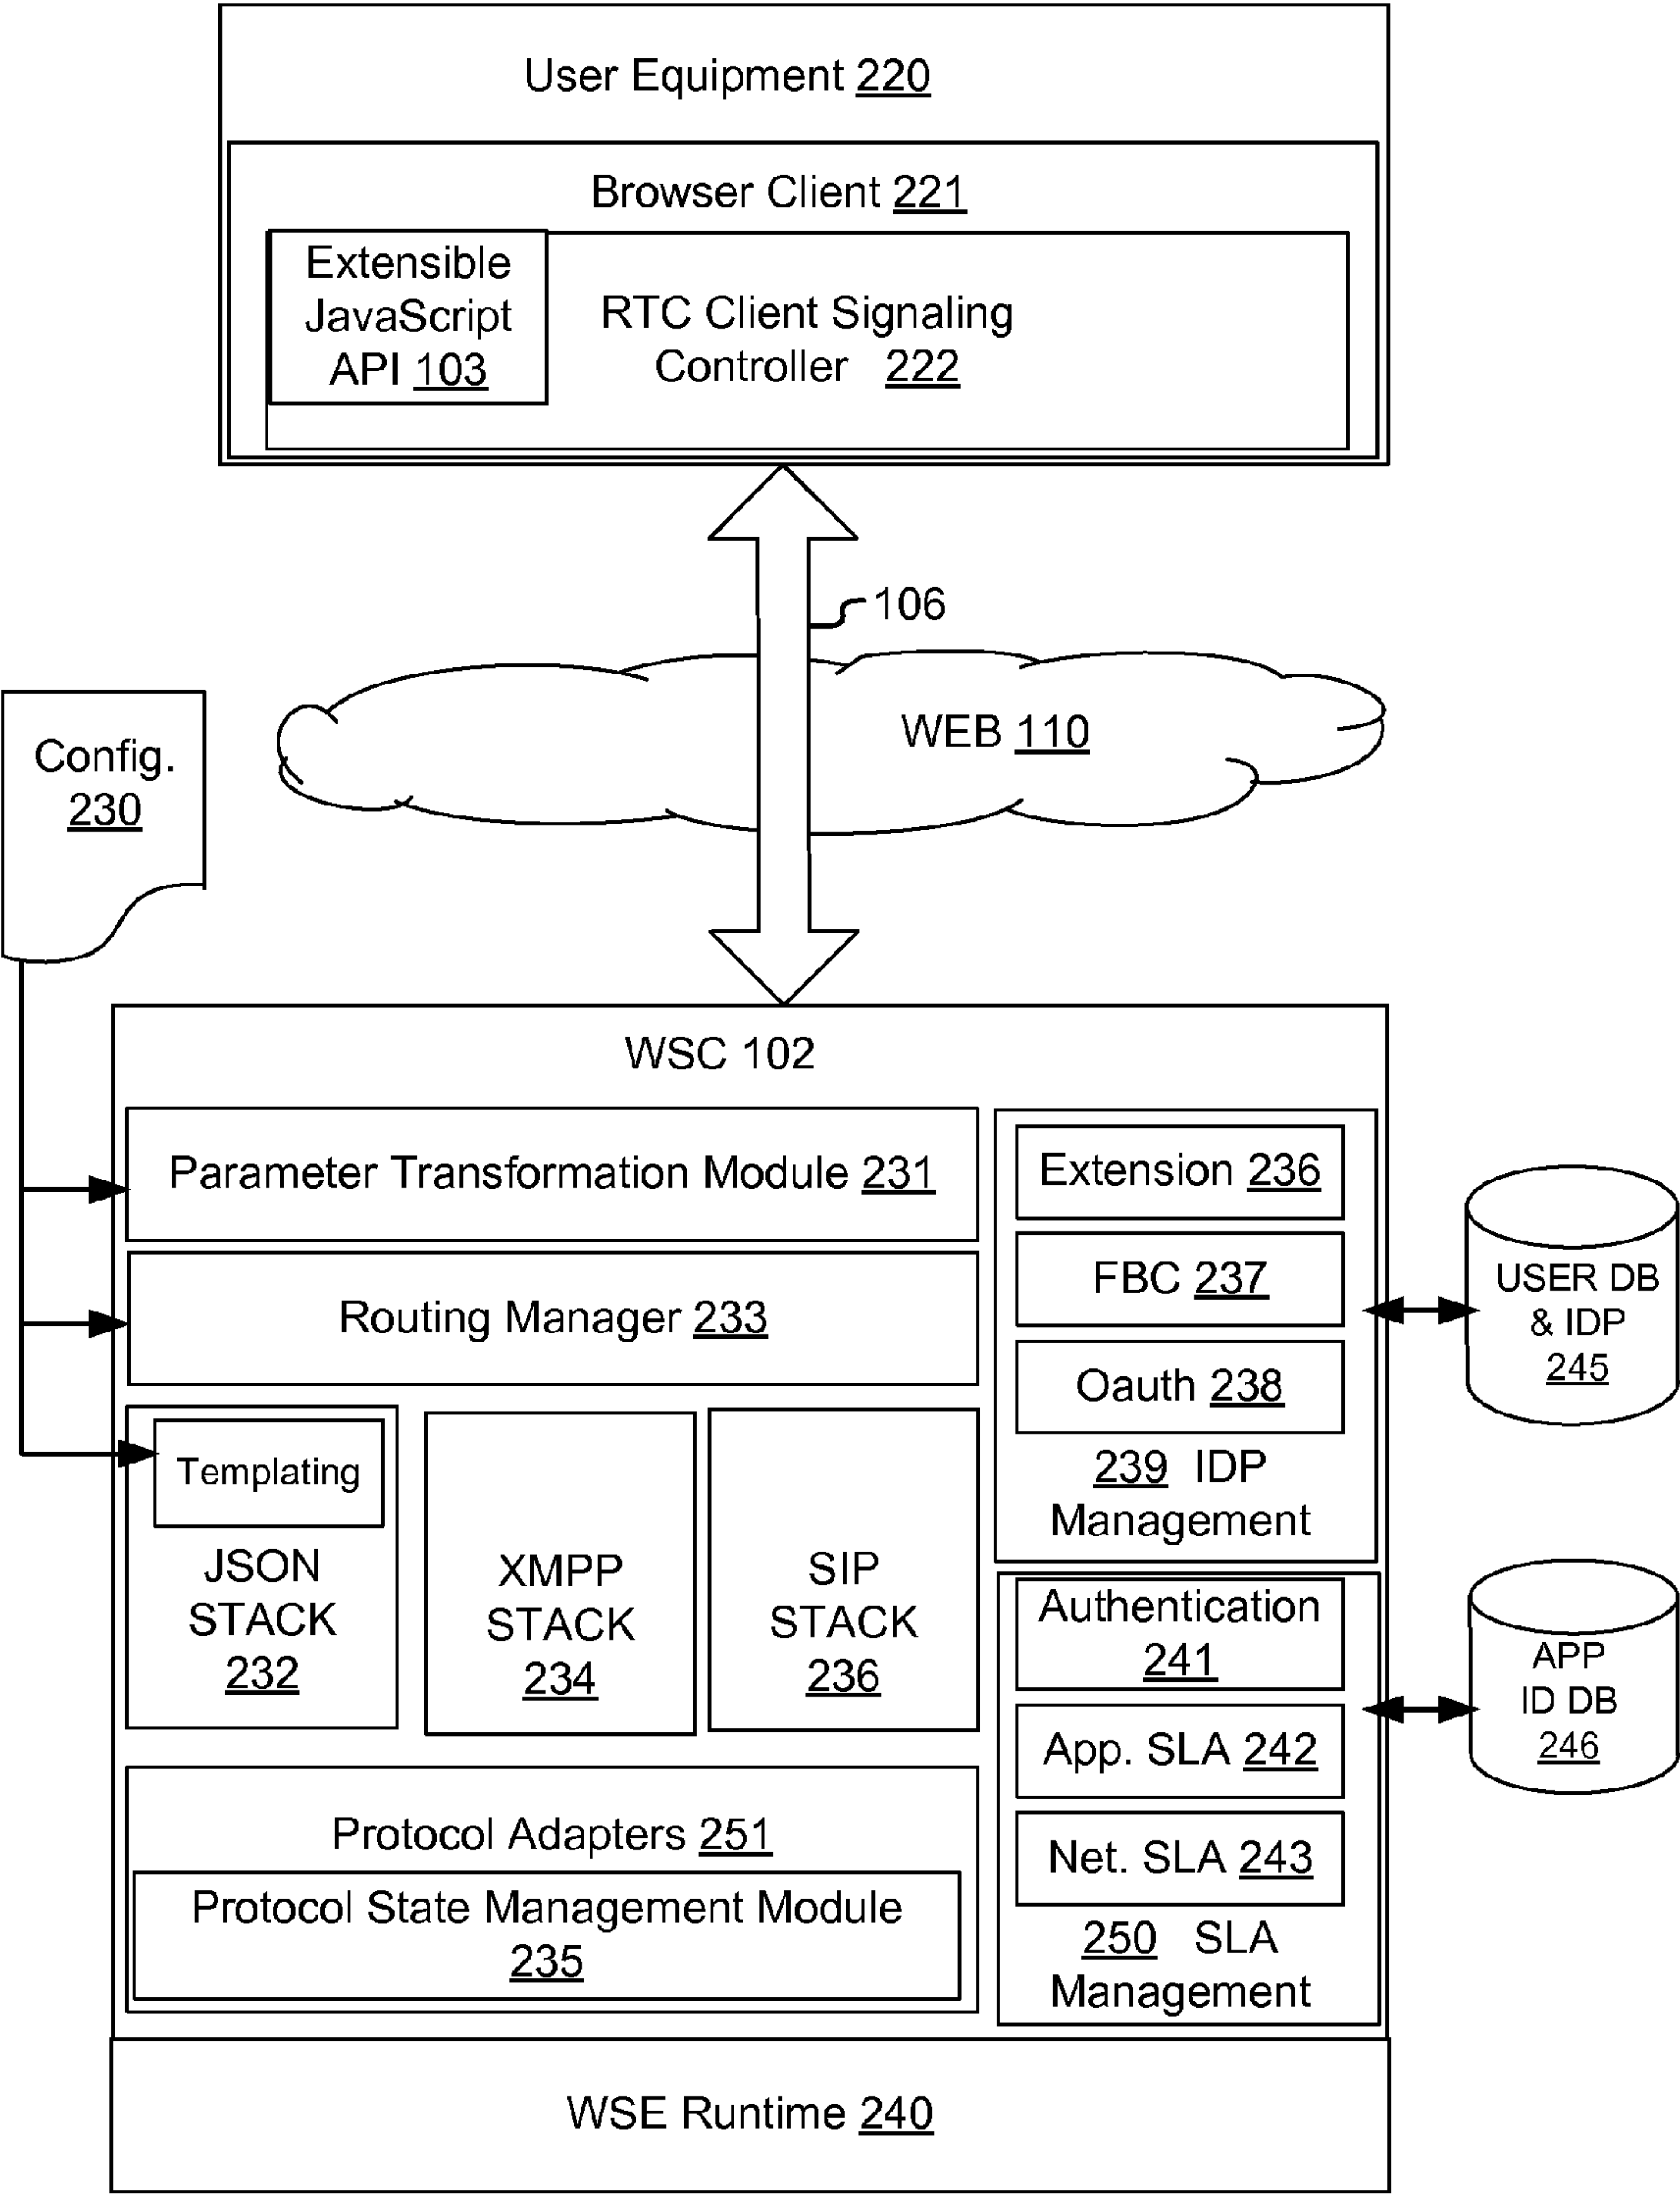 User Equipment 220
Browser Client 221
Extensible
JavaScript
API 103
RTC Client Signaling
Controller 222
106
WEB 110
Config.
230
WSC 102
Parameter Transformation Module 231
Routing Manager 233
Templating
JSON
STACK
232
XMPP
STACK
234
SIP
STACK
236
Protocol Adapters 251
Protocol State Management Module
235
Extension 236
FBC 237
Oauth 238
239 IDP
Management
Authentication
241
App. SLA 242
Net. SLA 243
250 SLA
Management
USER DB
& IDP
245
APP
ID DB
246
WSE Runtime 240